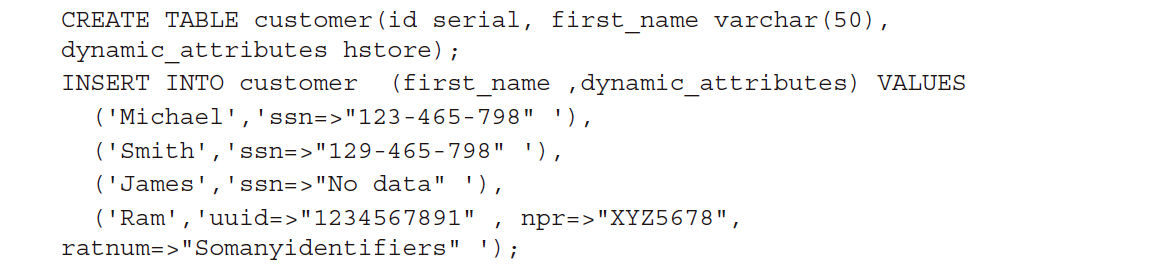 CREATE TABLE customer(id serial, first_name varchar(50),
dynamic_attributes hstore);
INSERT INTO customer  (first_name ,dynamic_attributes) VALUES
  ('Michael','ssn=>"123-465-798" '),
  ('Smith','ssn=>"129-465-798" '),
  ('James','ssn=>"No data" '),
  ('Ram','uuid=>"1234567891" , npr=>"XYZ5678",
ratnum=>"Somanyidentifiers" ');